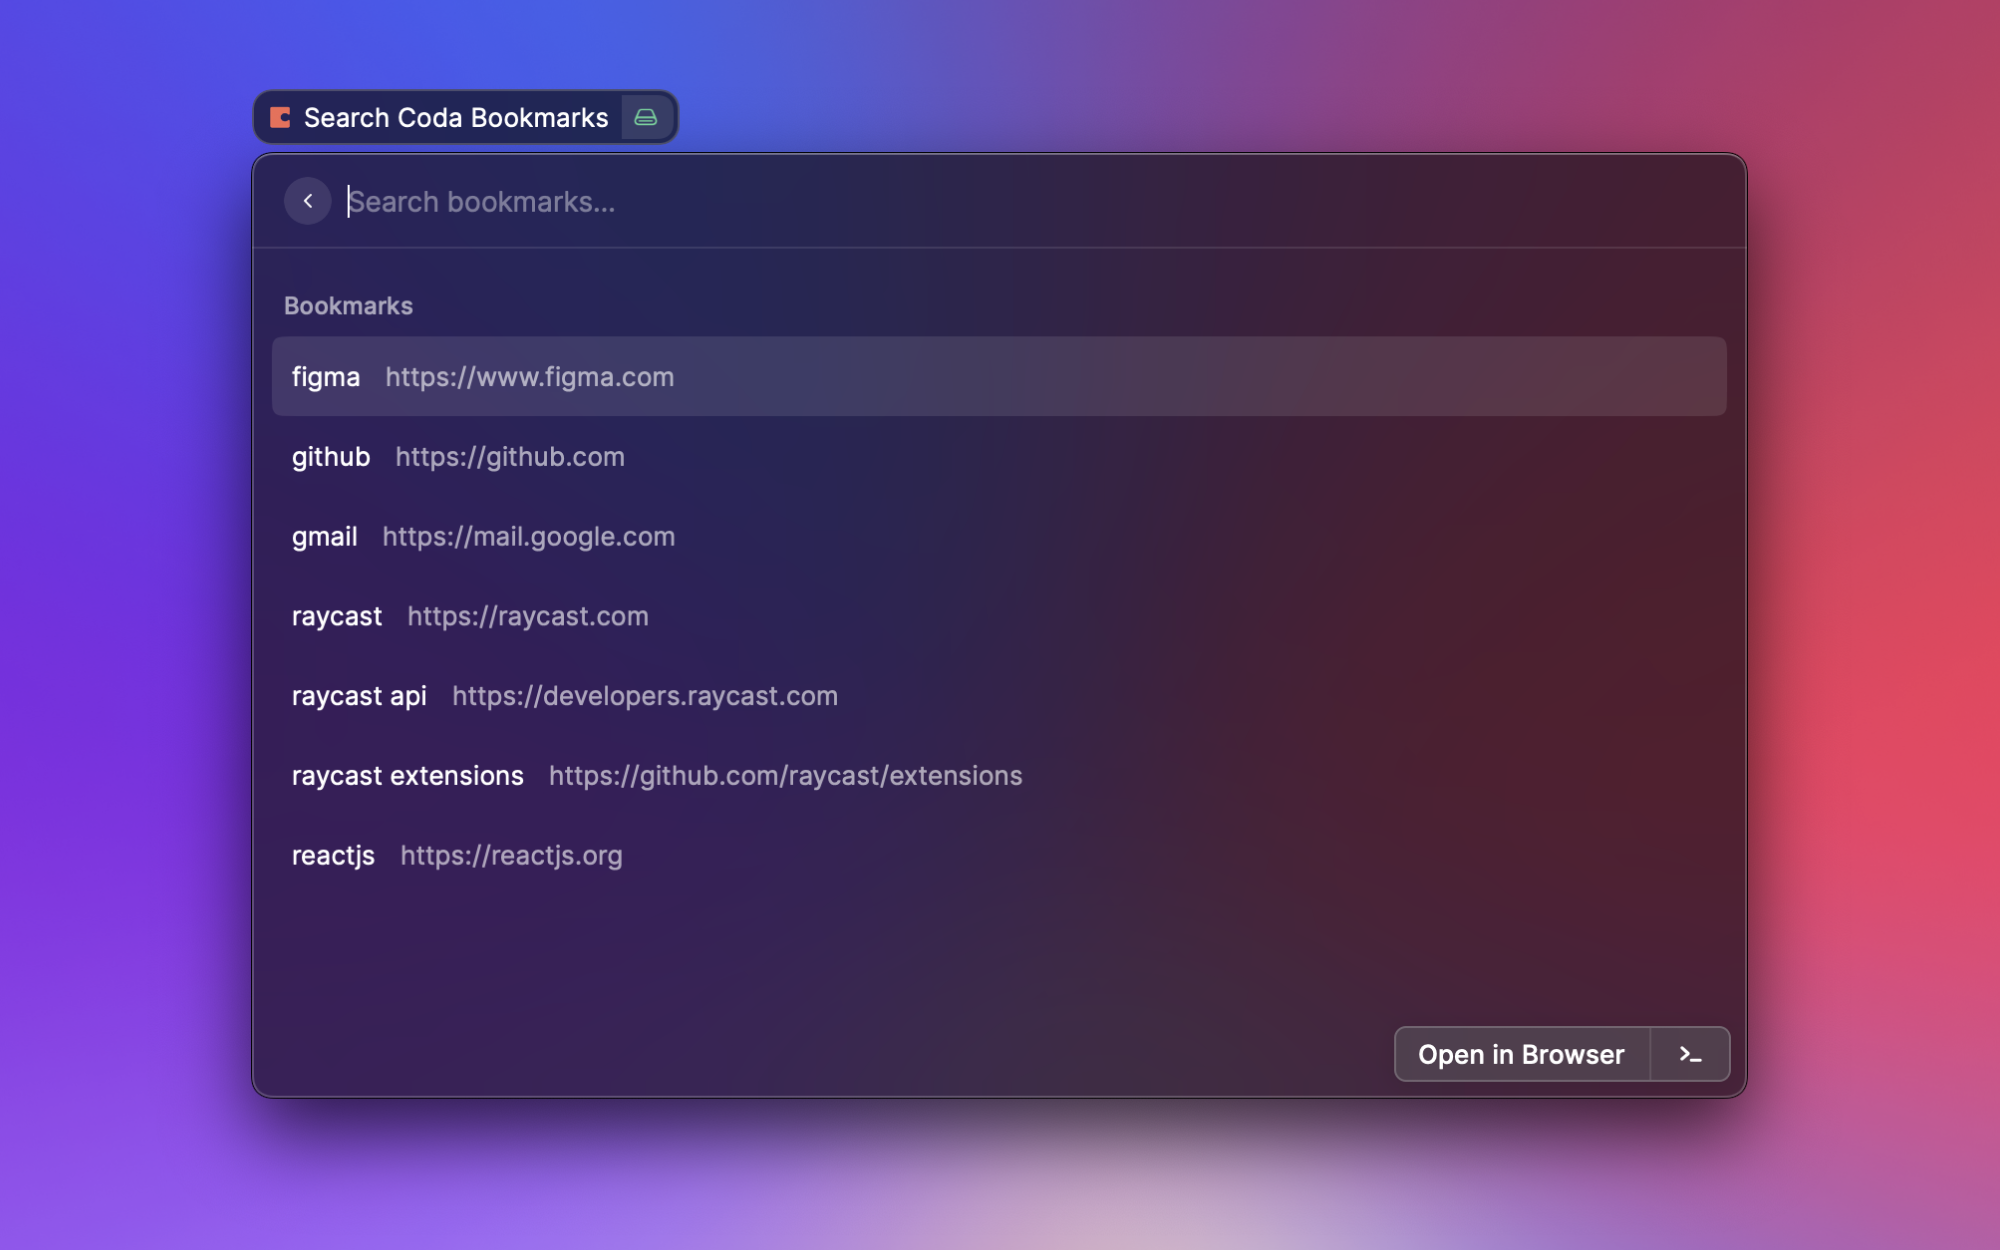 Search Coda Bookmarks
Search bookmarks...
Bookmarks
figma https://www.figma.com
github https://github.com
gmail https://mail.google.com
raycast https://raycast.com
raycast api https://developers.raycast.com
raycast extensions https://github.com/raycast/extensions
reactjs https://reactjs.org
Open in Browser